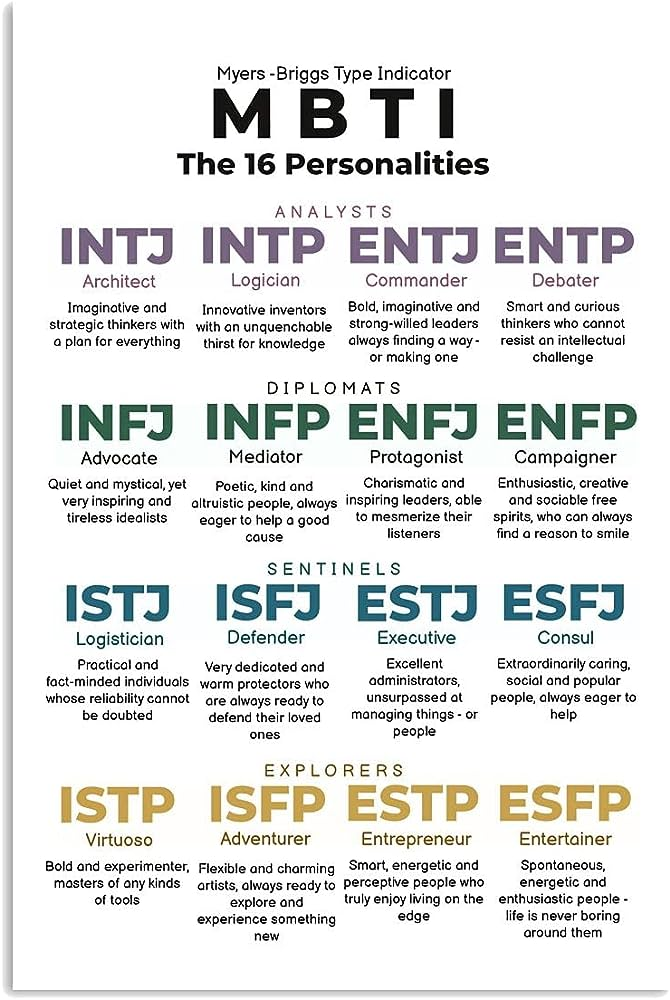 Myers -Briggs Type Indicator
MBTI
The 16 Personalities
ANALYSTS
INTJ INTP ENTJ ENTP
Architect Logician Commander Debater
Imaginative and
strategic thinkers with
a plan for everything
Innovative inventors
with an unquenchable
thirst for knowledge
Bold, imaginative and
strong-willed leaders
always finding a way -
or making one
Smart and curious
thinkers who cannot
resist an intellectual
challenge
DIPLOMATS
INFJ INFP ENFJ ENFP
Advocate Mediator Protagonist Campaigner
Quiet and mystical, yet
very inspiring and
tireless idealists
Poetic, kind and
altruistic people, always
eager to help a good
cause
Charismatic and
inspiring leaders, able
to mesmerize their
listeners
Enthusiastic, creative
and sociable free
spirits, who can always
find a reason to smile
SENTINELS
ISTJ ISFJ ESTJ ESFJ
Logistician Defender Executive Consul
Practical and
fact-minded individuals
whose reliability cannot
be doubted
Very dedicated and
warm protectors who
are always ready to
defend their loved
ones
Excellent
administrators,
unsurpassed at
managing things - or
people
Extraordinarily caring,
social and popular
people, always eager to
help
EXPLORERS
ISTP ISFP ESTP ESFP
Virtuoso Adventurer Entrepreneur Entertainer
Bold and experimenter,
masters of any kinds
of tools
Flexible and charming
artists, always ready to
explore and
experience something
new
Smart, energetic and
perceptive people who
truly enjoy living on the
edge
Spontaneous,
energetic and
enthusiastic people -
life is never boring
around them